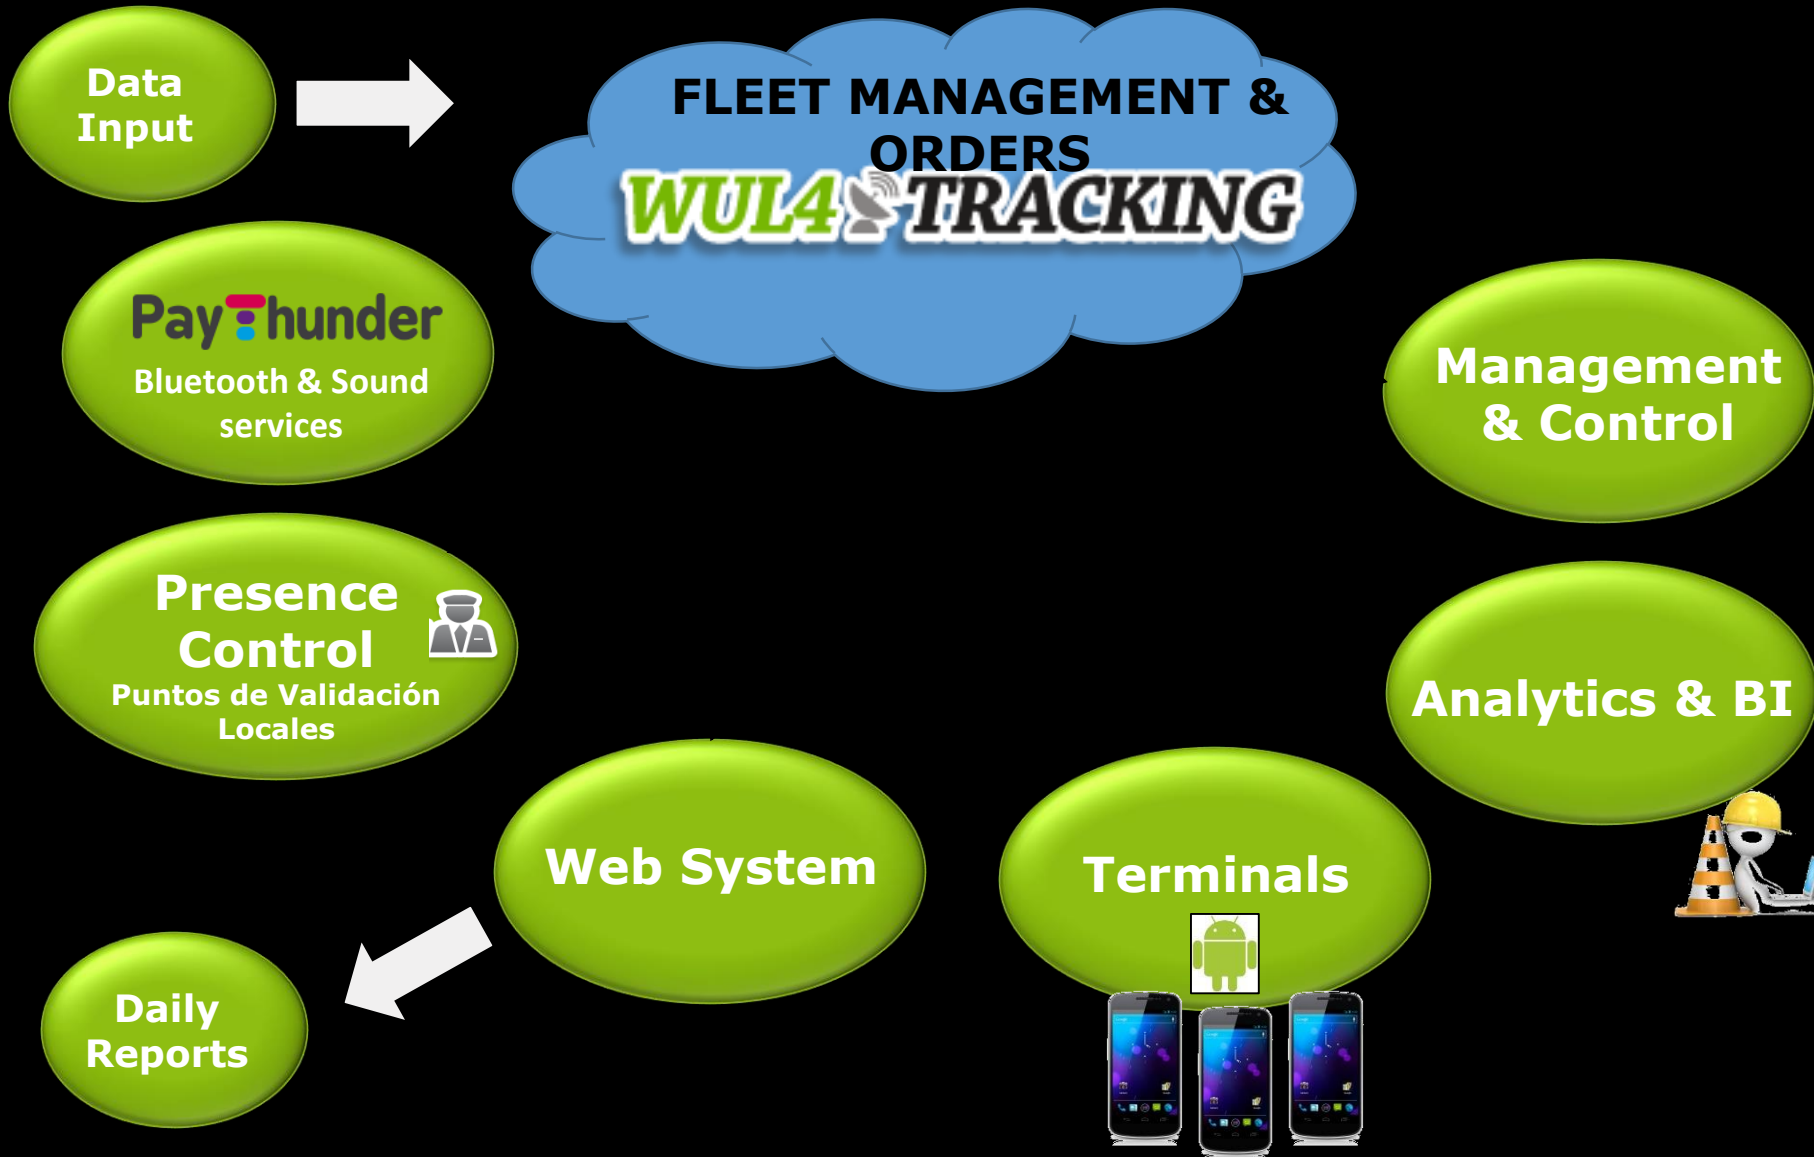 Data
Input
FLEET MANAGEMENT &
ORDERS
WUL4 TRACKING
PayThunder
Bluetooth & Sound
services
Management
& Control
Presence
Control
Puntos de Validación
Locales
Analytics & BI
Web System
Terminals
Daily
Reports